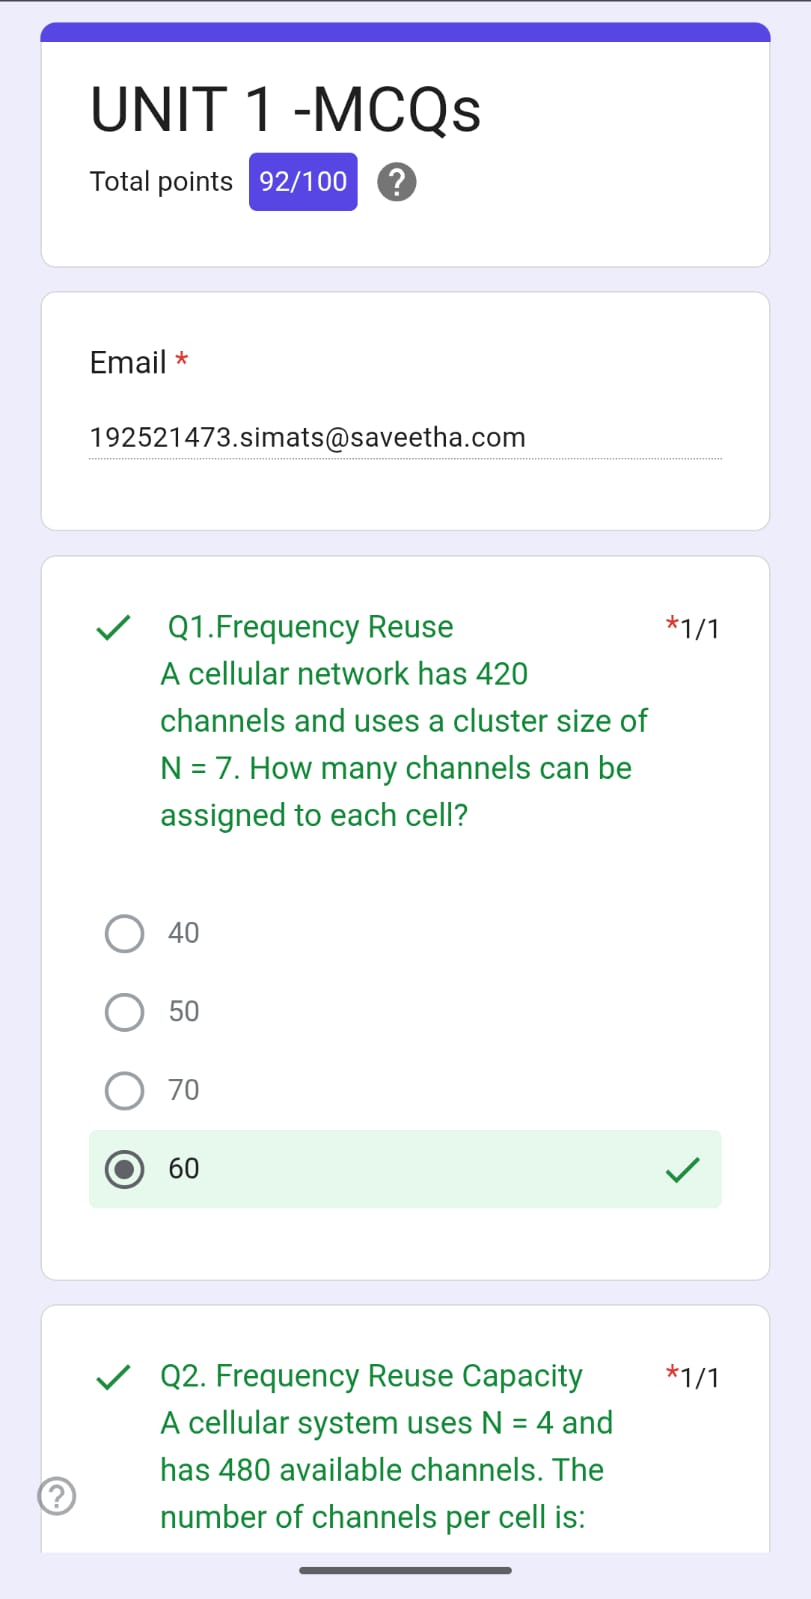 UNIT 1 -MCQs
Total points 92/100 ?
Email *
192521473.simats@saveetha.com
Q1.Frequency Reuse *1/1
A cellular network has 420
channels and uses a cluster size of
N = 7. How many channels can be
assigned to each cell?
40
50
70
60
Q2. Frequency Reuse Capacity *1/1
A cellular system uses N = 4 and
has 480 available channels. The
?
number of channels per cell is: